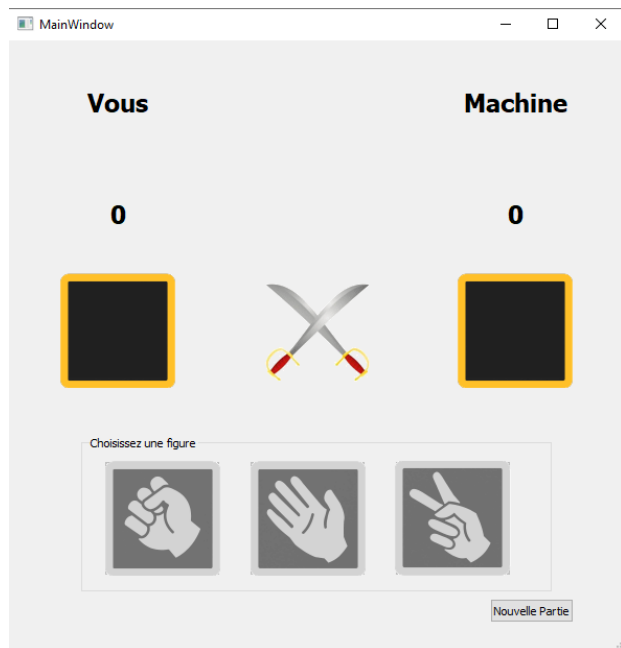 MainWindow
Vous
Machine
0
0
Choisissez une figure
Nouvelle Partie